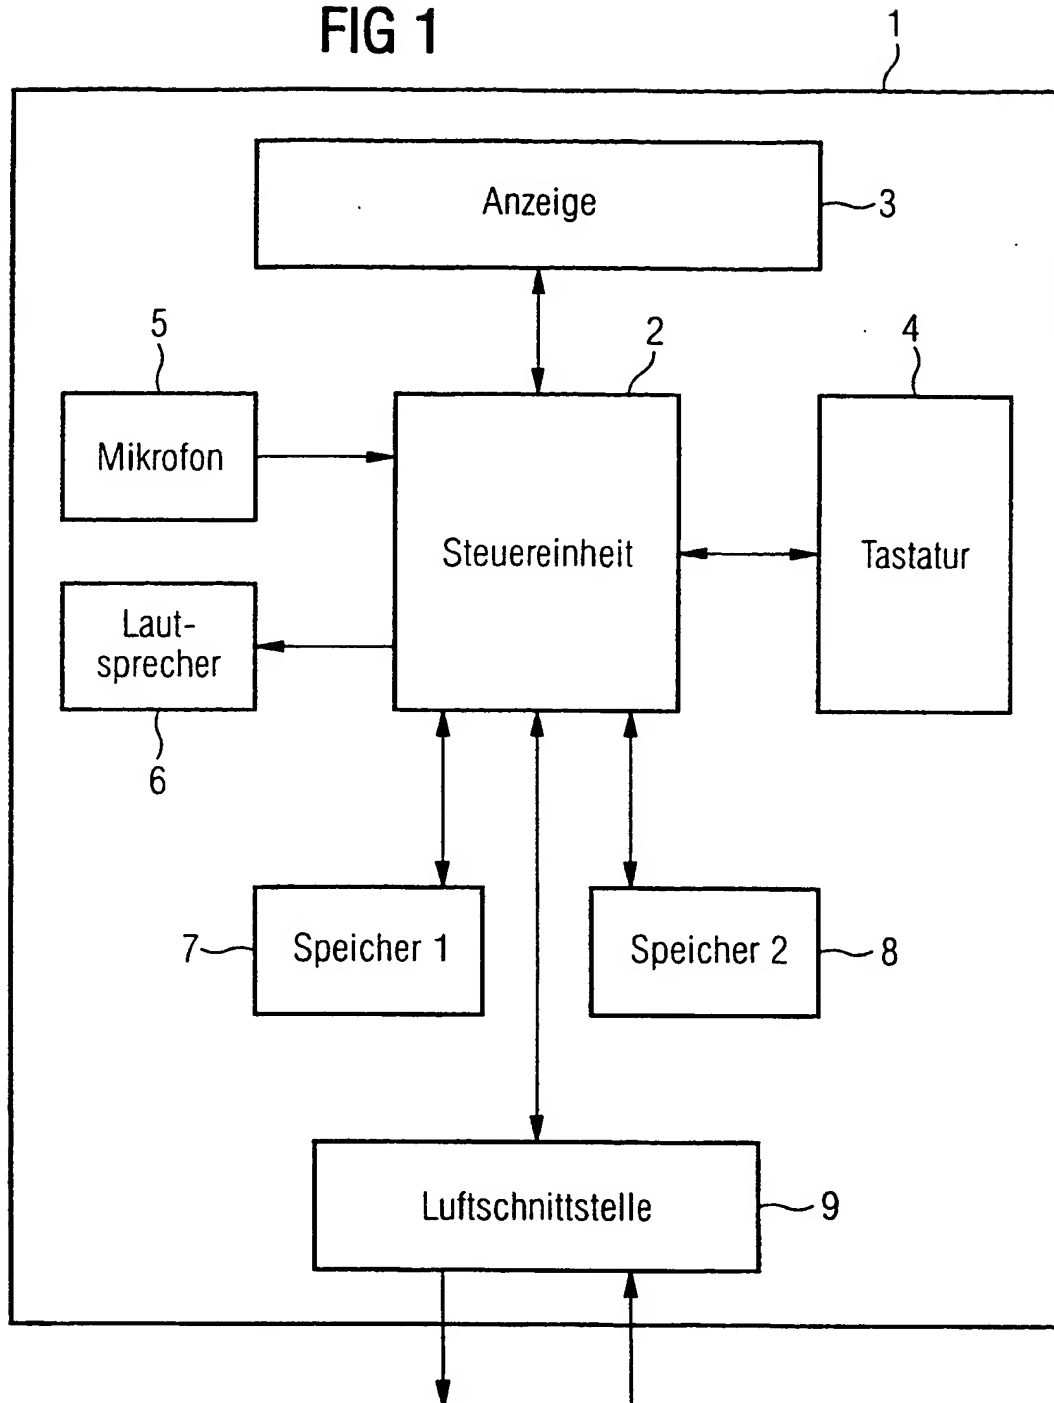 FIG 1
1
Anzeige
3
5
2
4
Mikrofon
Steuereinheit
Tastatur
Laut-
sprecher
6
7
Speicher 1
Speicher 2
8
Luftschnittstelle
9